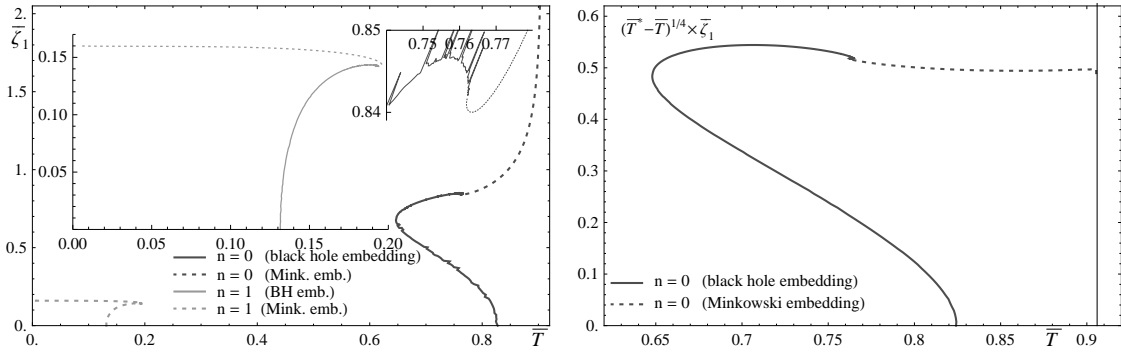 2.
ζ̅₁
1.5
1.
0.5
0.
0. 0.2 0.4 0.6 0.8 T̅
0.15
0.10
0.05
0.00 0.05 0.10 0.15 0.20
0.85
0.84
0.75 0.76 0.77
n = 0 (black hole embedding)
n = 0 (Mink. emb.)
n = 1 (BH emb.)
n = 1 (Mink. emb.)
0.6
0.5
0.4
0.3
0.2
0.1
0.
(T̅* − T̅)^1/4 × ζ̅₁
n = 0 (black hole embedding)
n = 0 (Minkowski embedding)
0.65 0.7 0.75 0.8 0.85 T̅ 0.9